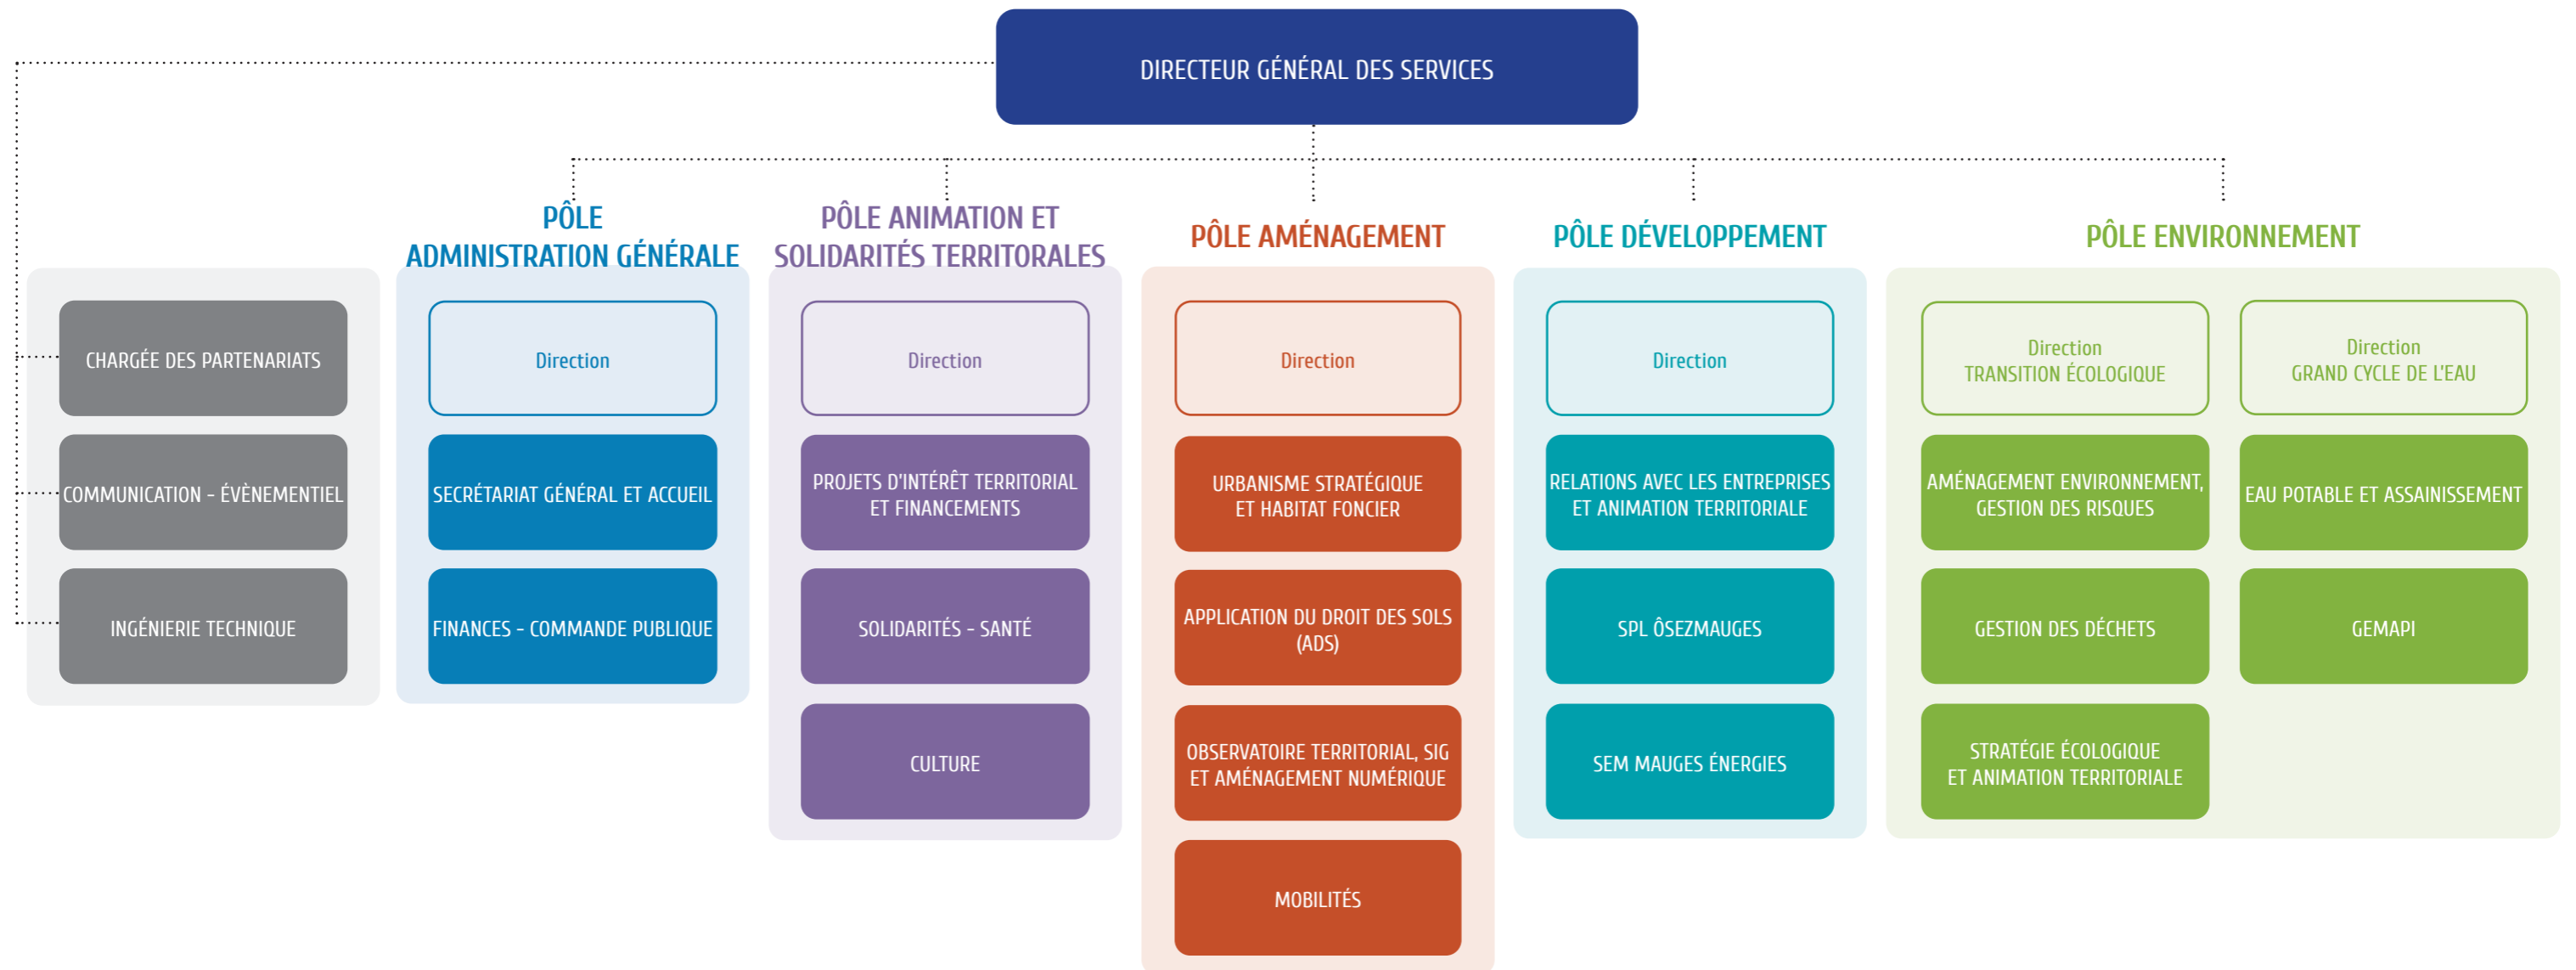 DIRECTEUR GÉNÉRAL DES SERVICES
CHARGÉE DES PARTENARIATS
COMMUNICATION - ÉVÈNEMENTIEL
INGÉNIERIE TECHNIQUE
PÔLE
ADMINISTRATION GÉNÉRALE
Direction
SECRÉTARIAT GÉNÉRAL ET ACCUEIL
FINANCES - COMMANDE PUBLIQUE
PÔLE ANIMATION ET
SOLIDARITÉS TERRITORALES
Direction
PROJETS D'INTÉRÊT TERRITORIAL
ET FINANCEMENTS
SOLIDARITÉS - SANTÉ
CULTURE
PÔLE AMÉNAGEMENT
Direction
URBANISME STRATÉGIQUE
ET HABITAT FONCIER
APPLICATION DU DROIT DES SOLS
(ADS)
OBSERVATOIRE TERRITORIAL, SIG
ET AMÉNAGEMENT NUMÉRIQUE
MOBILITÉS
PÔLE DÉVELOPPEMENT
Direction
RELATIONS AVEC LES ENTREPRISES
ET ANIMATION TERRITORIALE
SPL ÔSEZMAUGES
SEM MAUGES ÉNERGIES
PÔLE ENVIRONNEMENT
Direction
TRANSITION ÉCOLOGIQUE
AMÉNAGEMENT ENVIRONNEMENT,
GESTION DES RISQUES
GESTION DES DÉCHETS
STRATÉGIE ÉCOLOGIQUE
ET ANIMATION TERRITORIALE
Direction
GRAND CYCLE DE L'EAU
EAU POTABLE ET ASSAINISSEMENT
GEMAPI